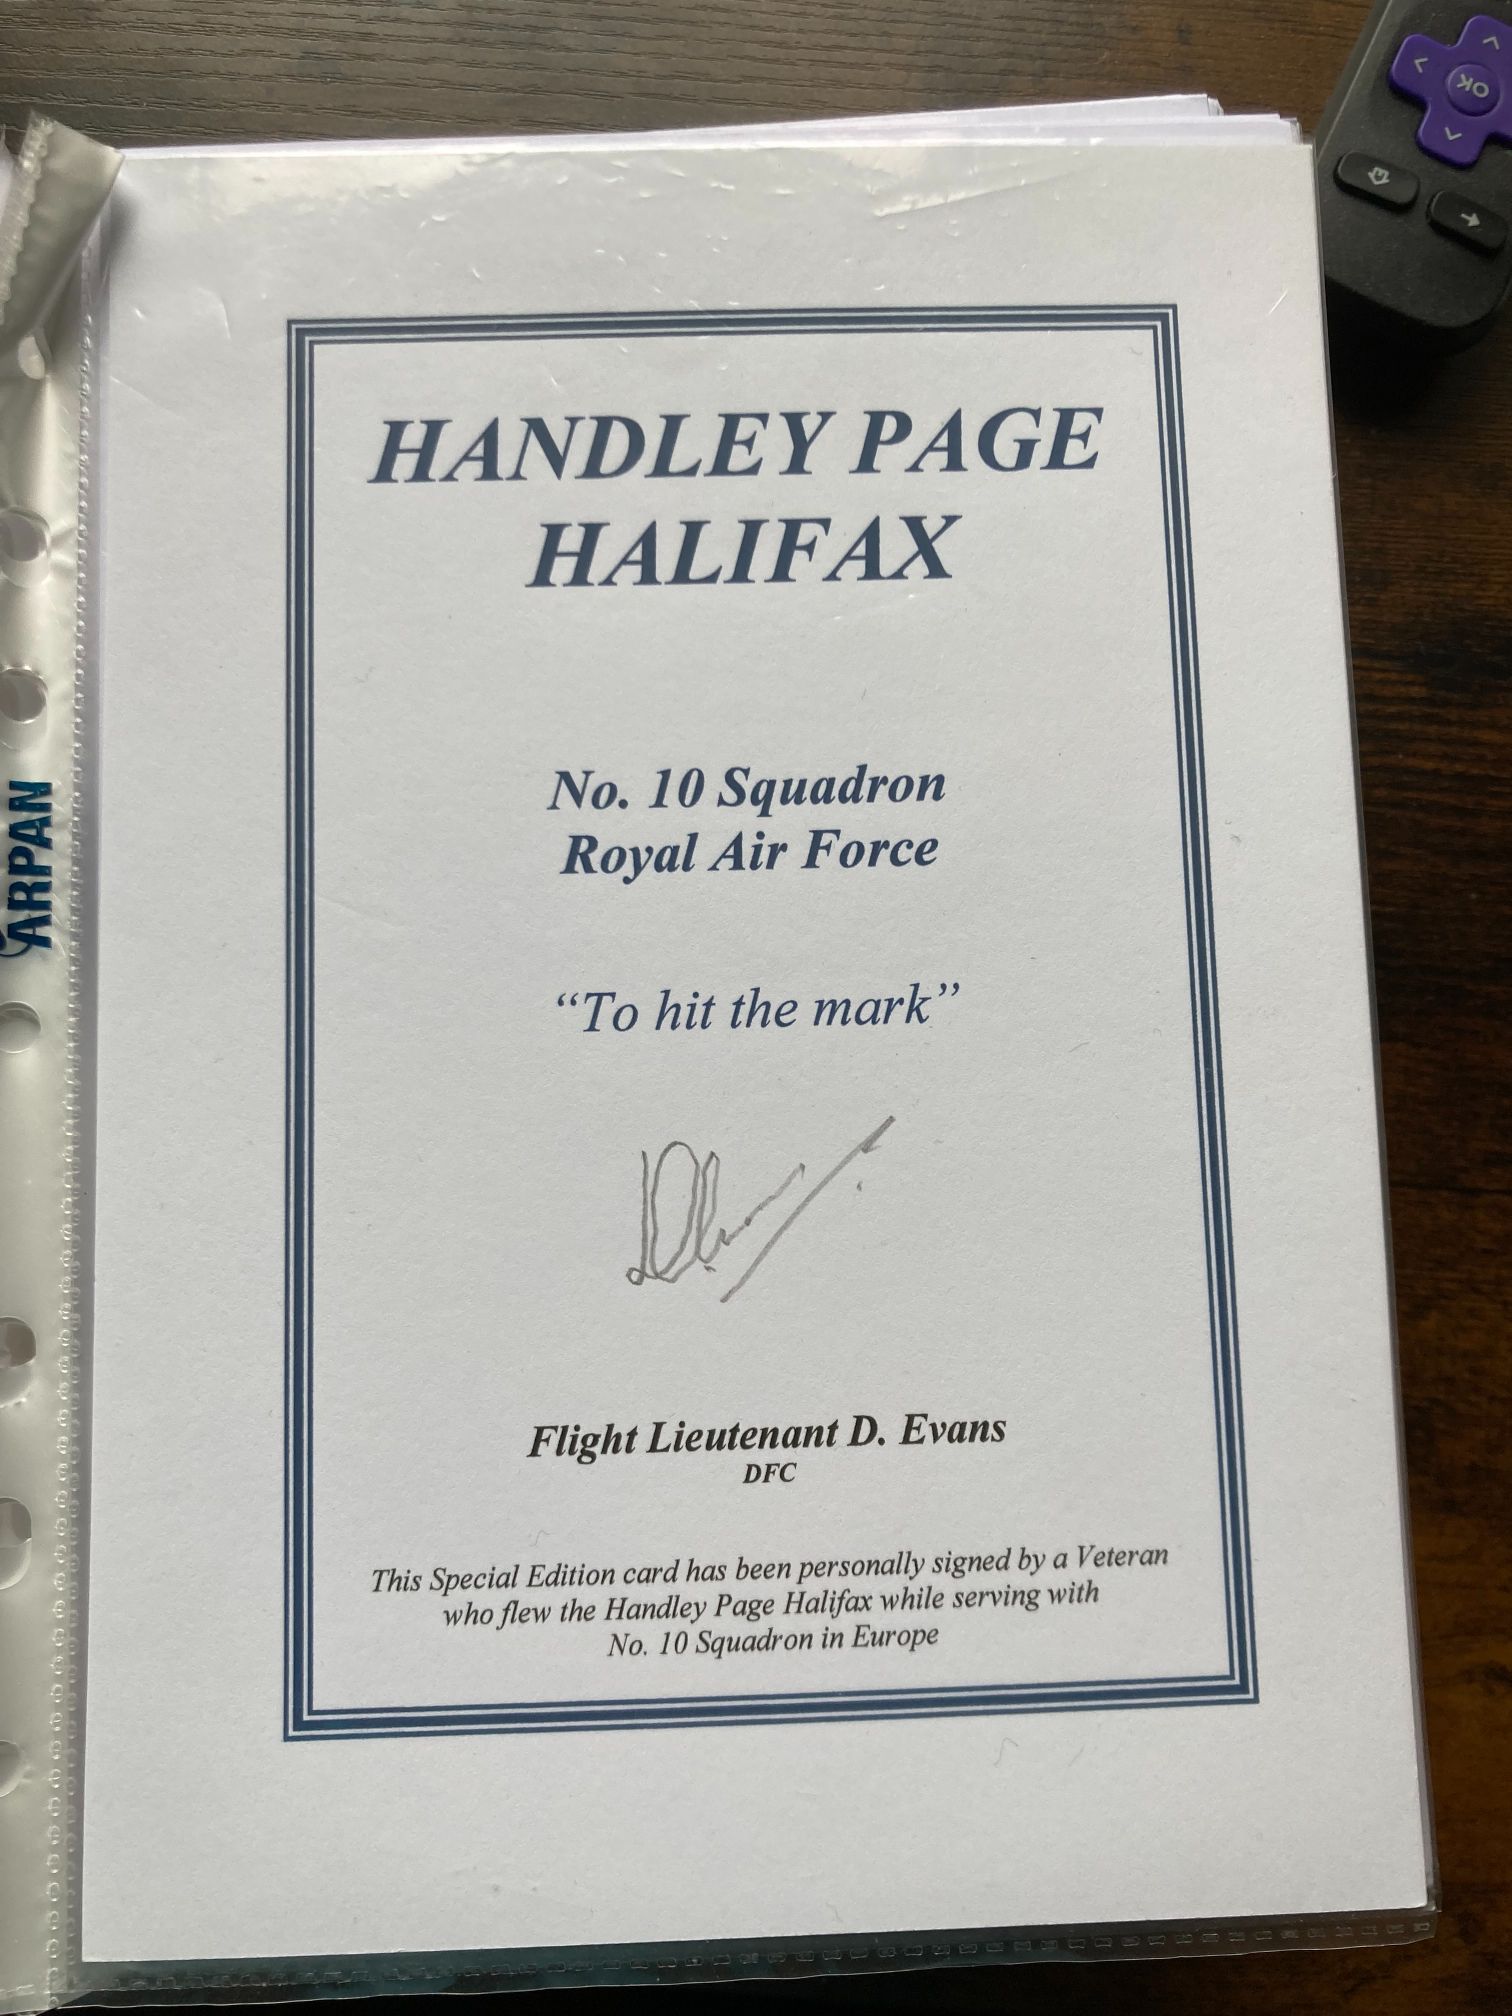 OK
HANDLEY PAGE
HALIFAX
No. 10 Squadron
Royal Air Force
“To hit the mark”
Flight Lieutenant D. Evans
DFC
This Special Edition card has been personally signed by a Veteran
who flew the Handley Page Halifax while serving with
No. 10 Squadron in Europe
ARPAN